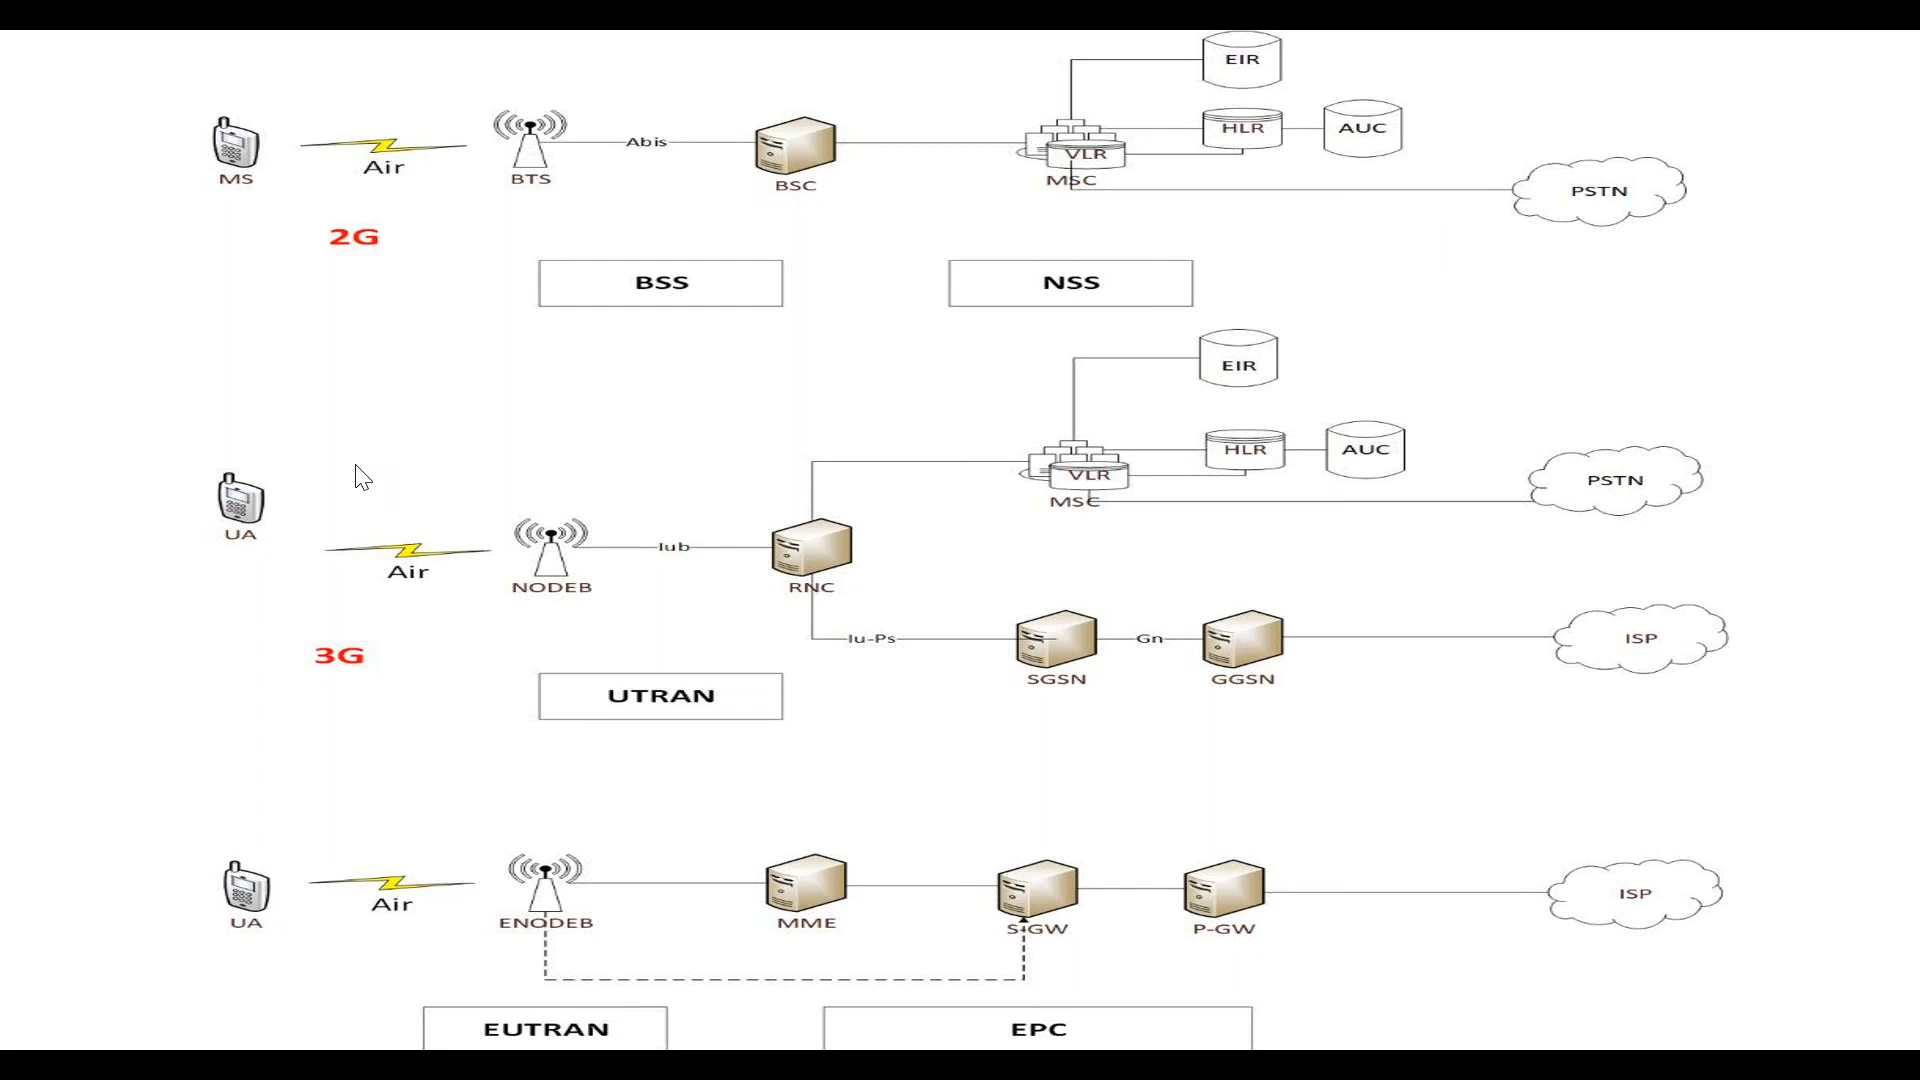 EIR
HLR
AUC
Abis
VLR
Air
MS
BTS
BSC
MSC
PSTN
2G
BSS
NSS
EIR
HLR
AUC
VLR
PSTN
MSC
UA
Iub
Air
NODEB
RNC
Iu-Ps
Gn
ISP
3G
SGSN
GGSN
UTRAN
ISP
Air
UA
ENODEB
MME
S-GW
P-GW
EUTRAN
EPC